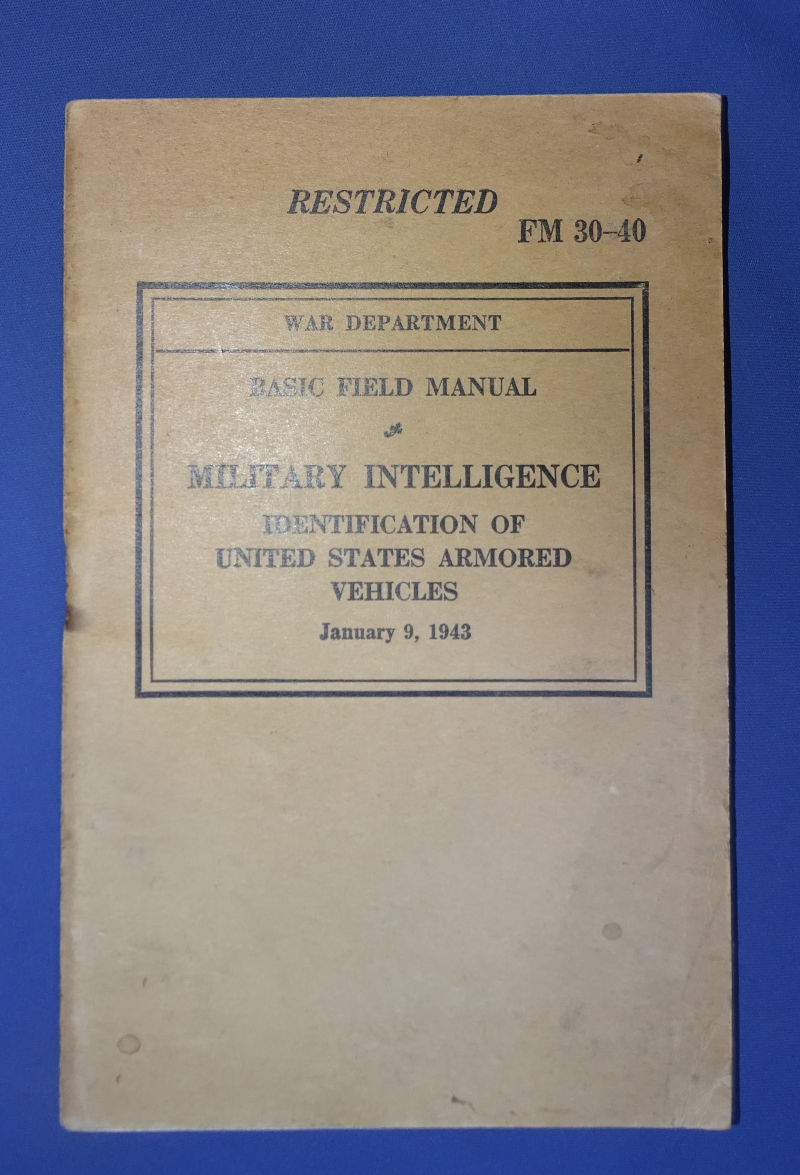 RESTRICTED
FM 30-40
WAR DEPARTMENT
BASIC FIELD MANUAL
MILITARY INTELLIGENCE
IDENTIFICATION OF
UNITED STATES ARMORED
VEHICLES
January 9, 1943